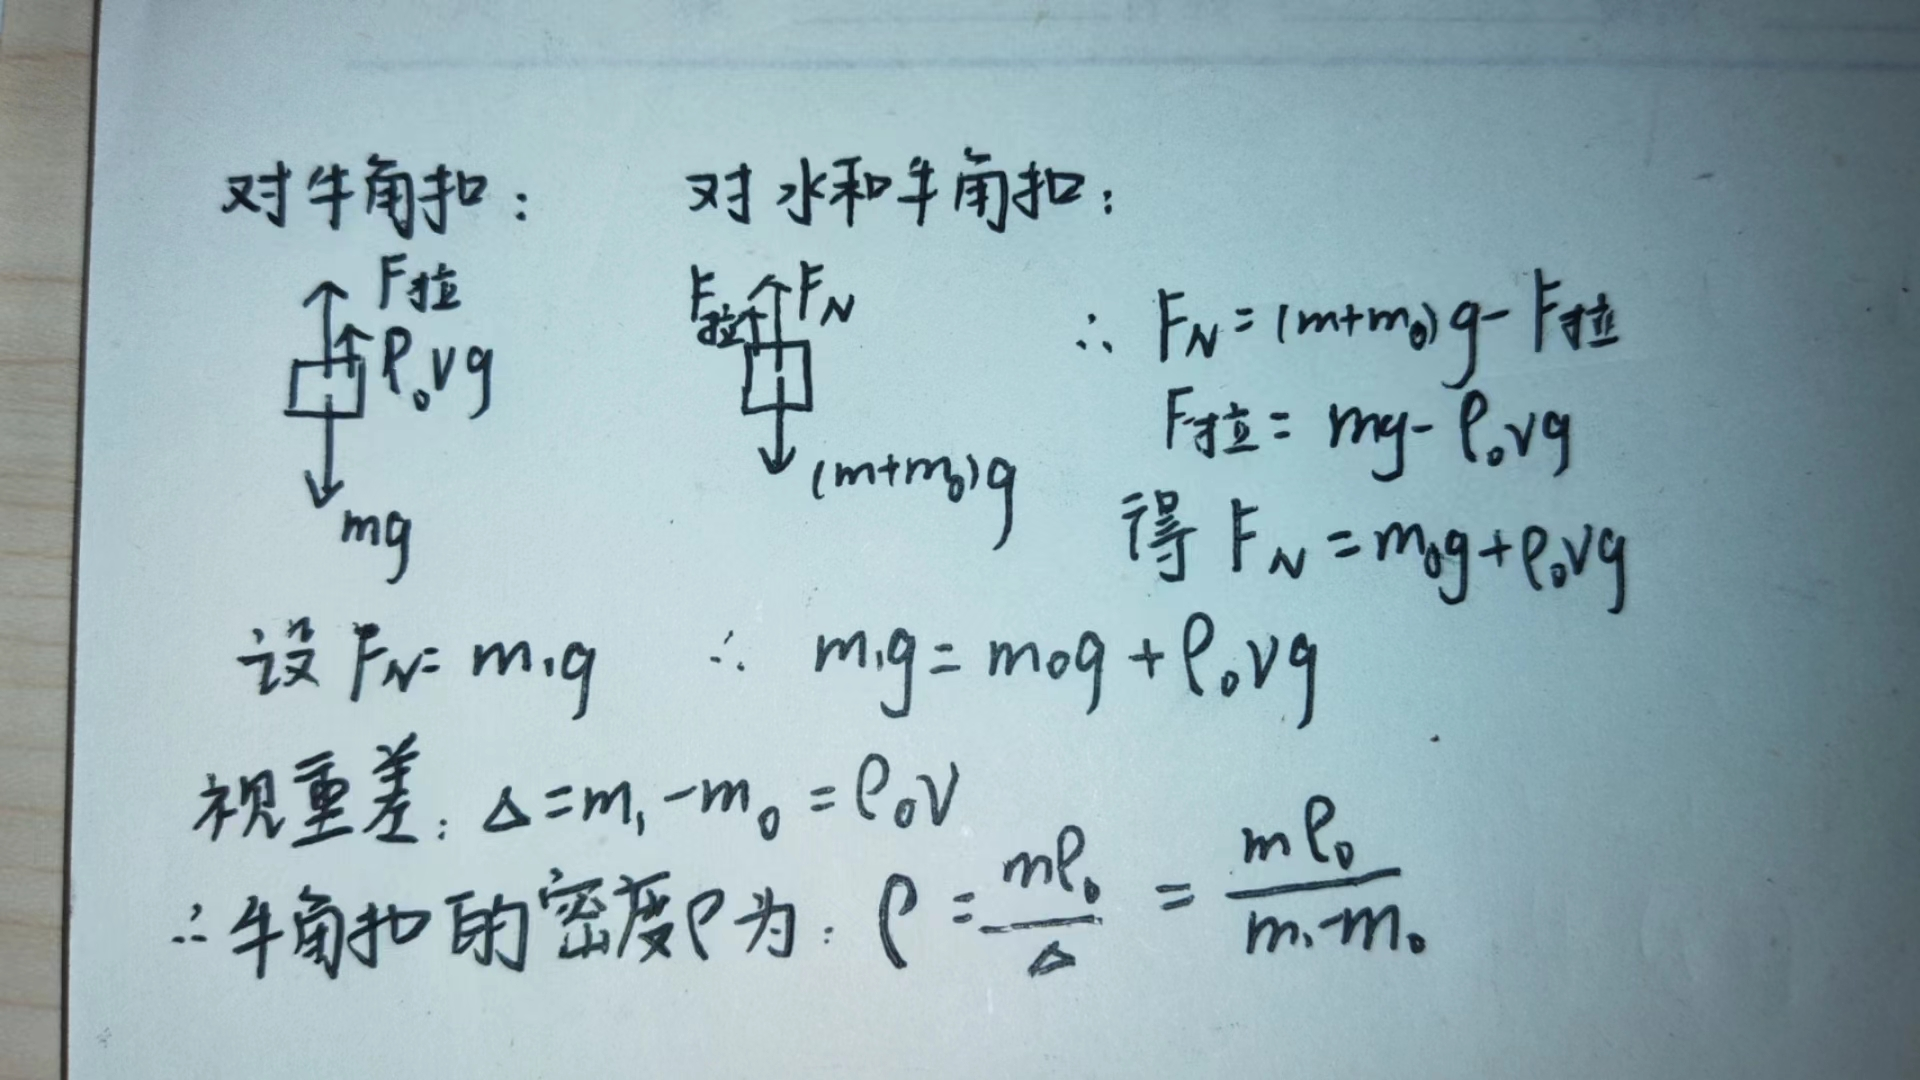 对牛角扣： 对水和牛角扣：
F拉 F拉 F_N ∴ F_N=(m+m₀)g-F拉
ρ₀Vg F拉=mg-ρ₀Vg
mg (m+m₀)g 得 F_N=m₀g+ρ₀Vg
设 F_N=m₁g ∴ m₁g=m₀g+ρ₀Vg
视重差：Δ=m₁-m₀=ρ₀V
∴牛角扣的密度ρ为：ρ=mρ₀/Δ=mρ₀/m₁-m₀